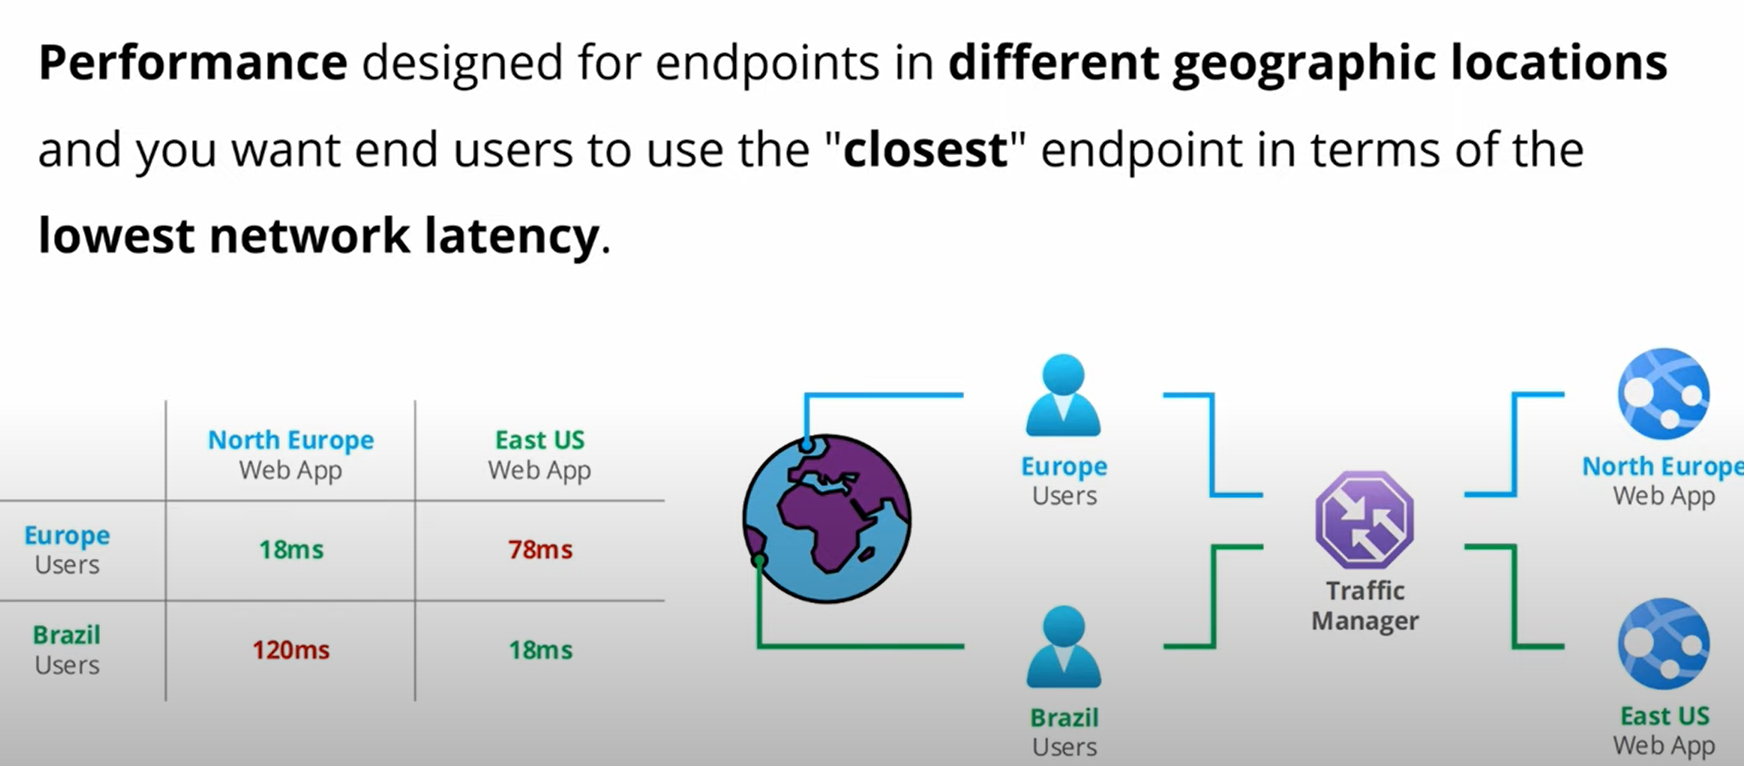 Performance designed for endpoints in different geographic locations
and you want end users to use the "closest" endpoint in terms of the
lowest network latency.
North Europe
Web App
East US
Web App
Europe
Users
18ms
78ms
Brazil
Users
120ms
18ms
Europe
Users
Brazil
Users
Traffic
Manager
North Europe
Web App
East US
Web App